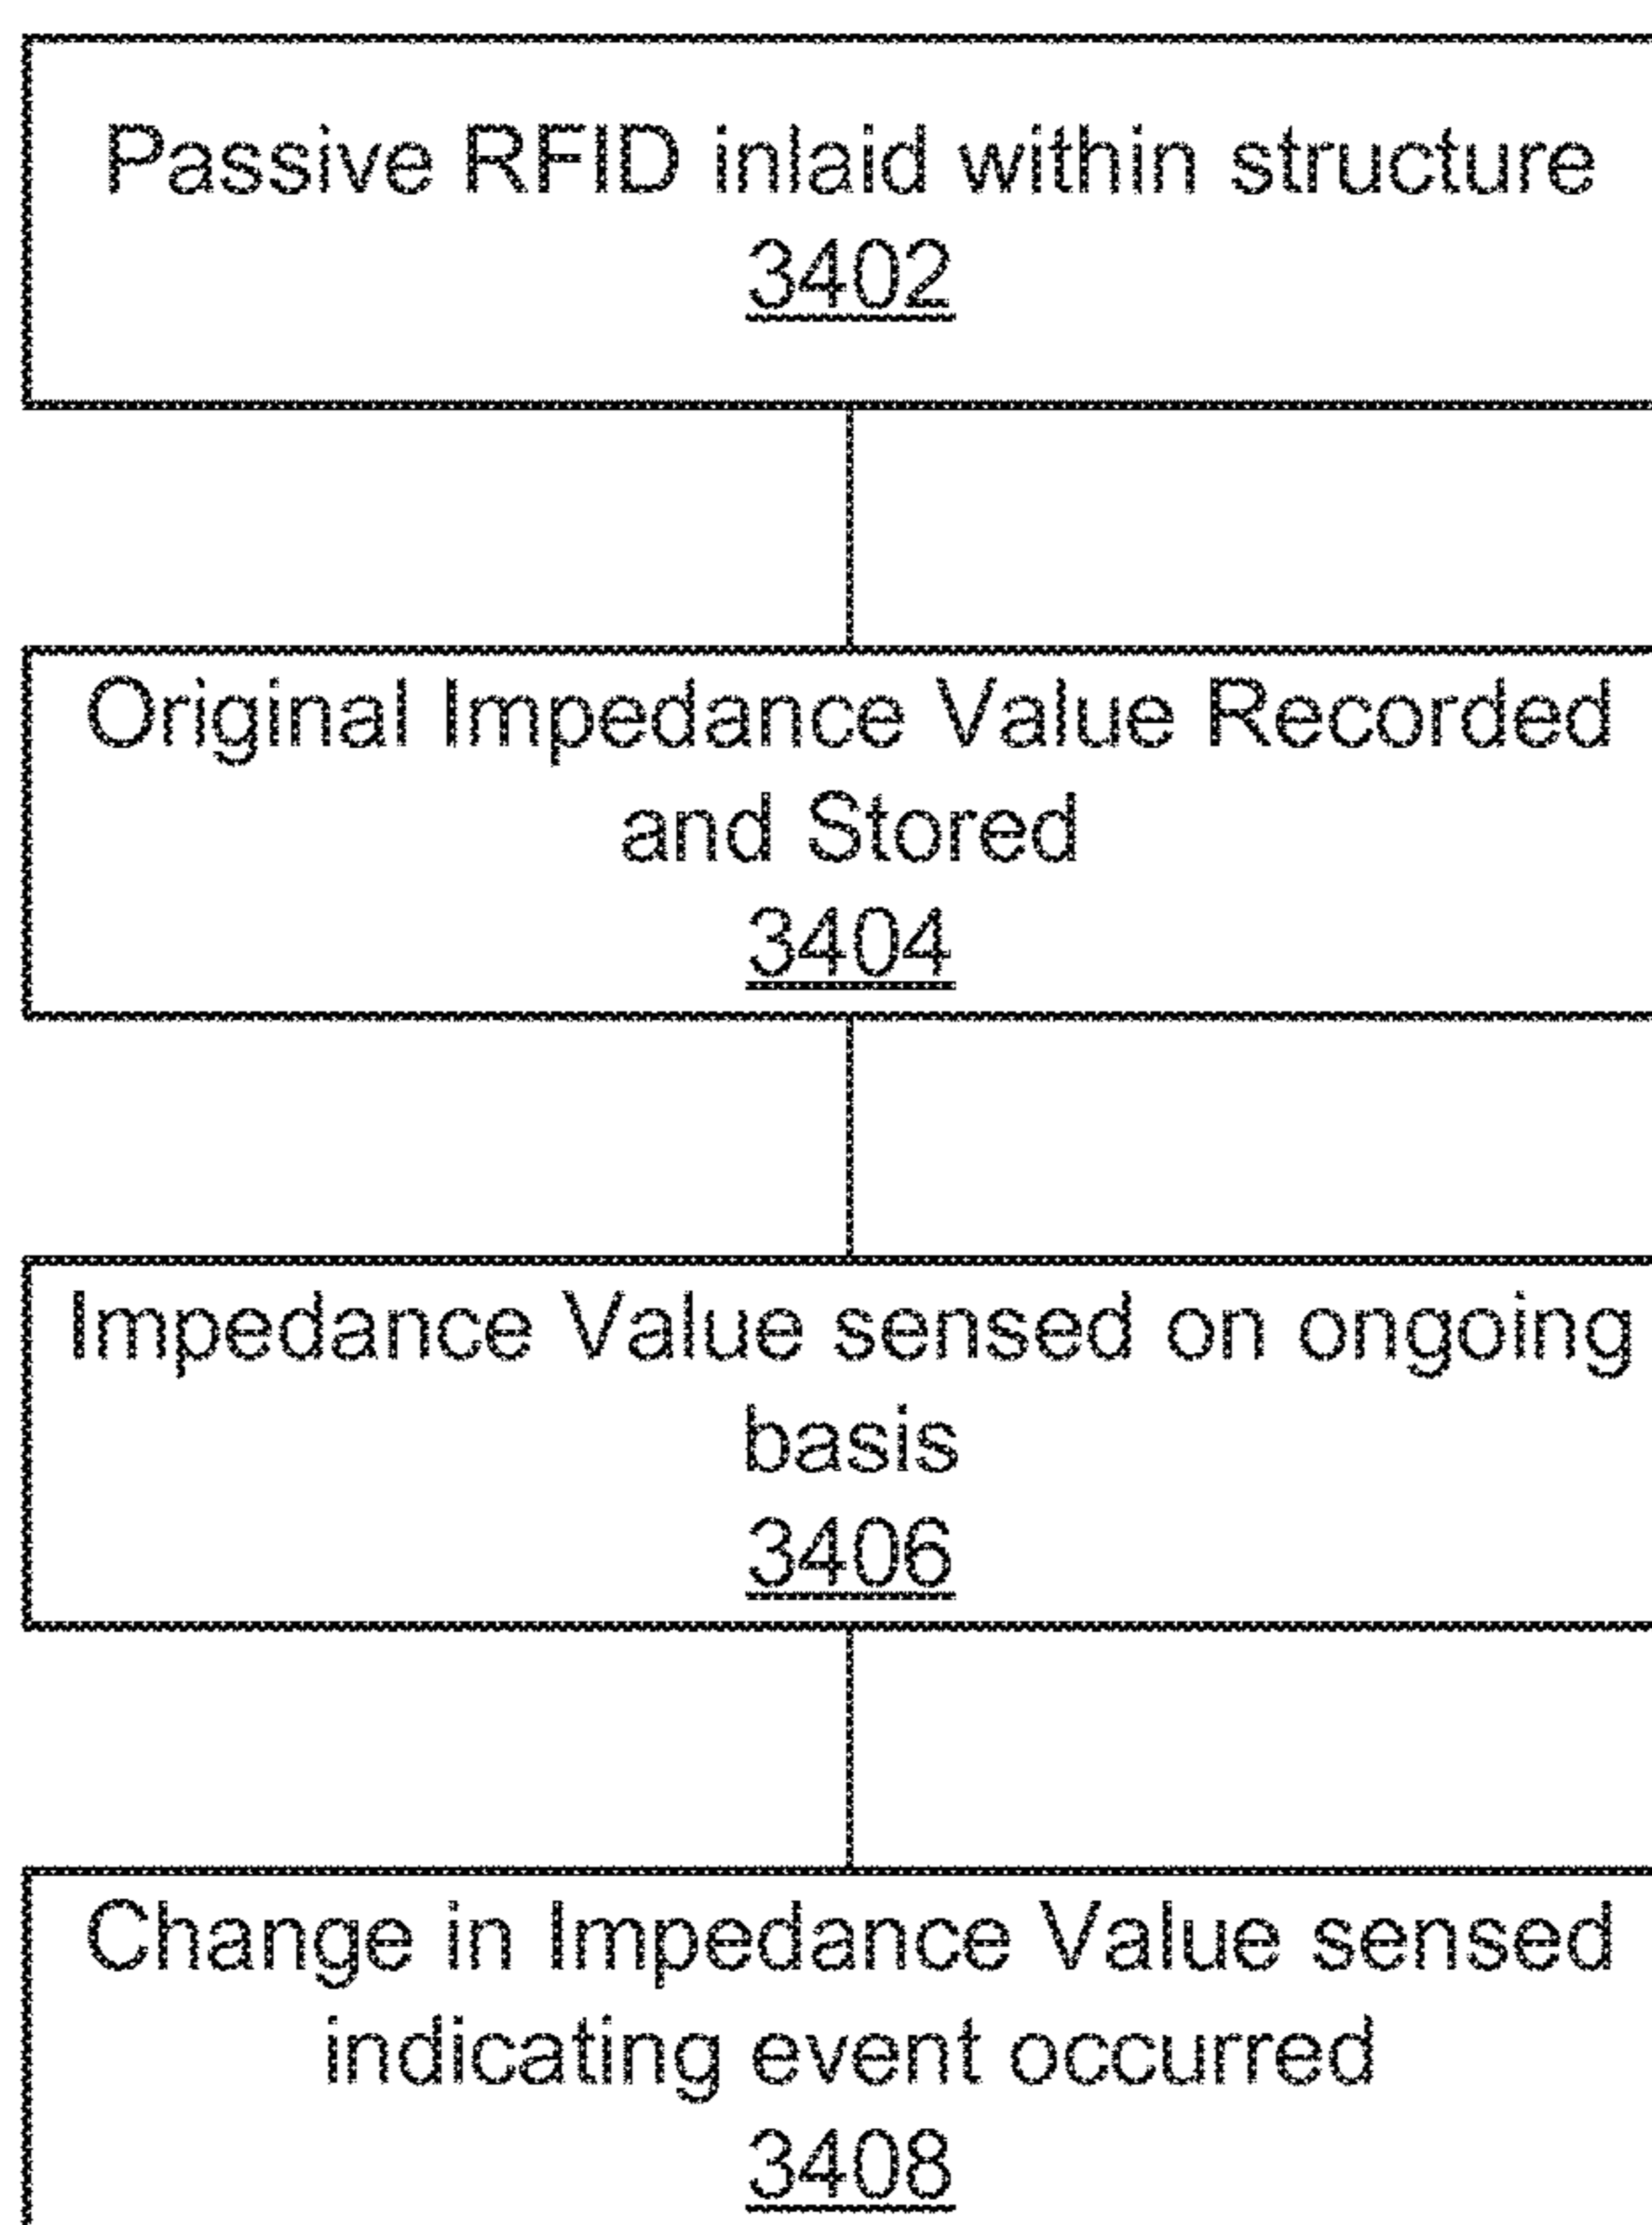 Passive RFID inlaid within structure
3402
Original Impedance Value Recorded
and Stored
3404
Impedance Value sensed on ongoing
basis
3406
Change in Impedance Value sensed
indicating event occurred
3408